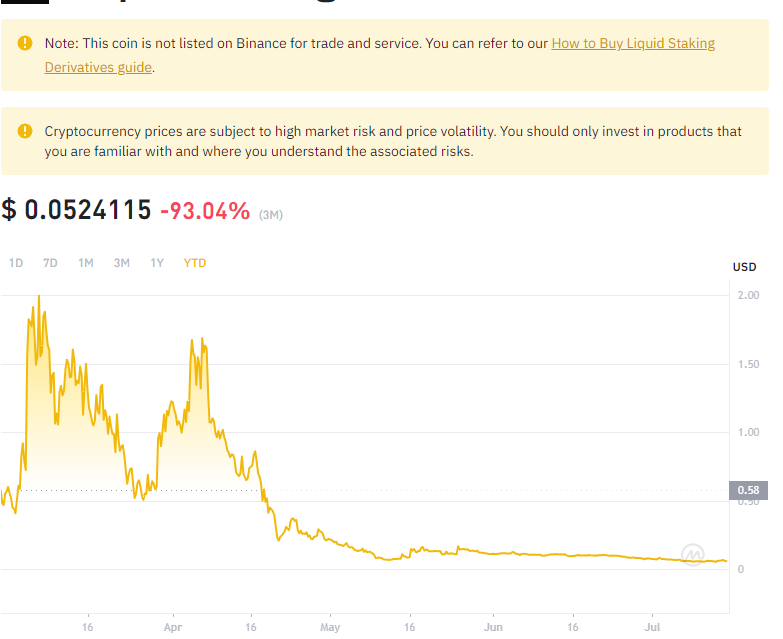 Note: This coin is not listed on Binance for trade and service. You can refer to our How to Buy Liquid Staking
Derivatives guide.
Cryptocurrency prices are subject to high market risk and price volatility. You should only invest in products that
you are familiar with and where you understand the associated risks.
$ 0.0524115 -93.04% (3M)
1D 7D 1M 3M 1Y YTD
USD
2.00
1.50
1.00
0.58
0.50
0
16 Apr 16 May 16 Jun 16 Jul